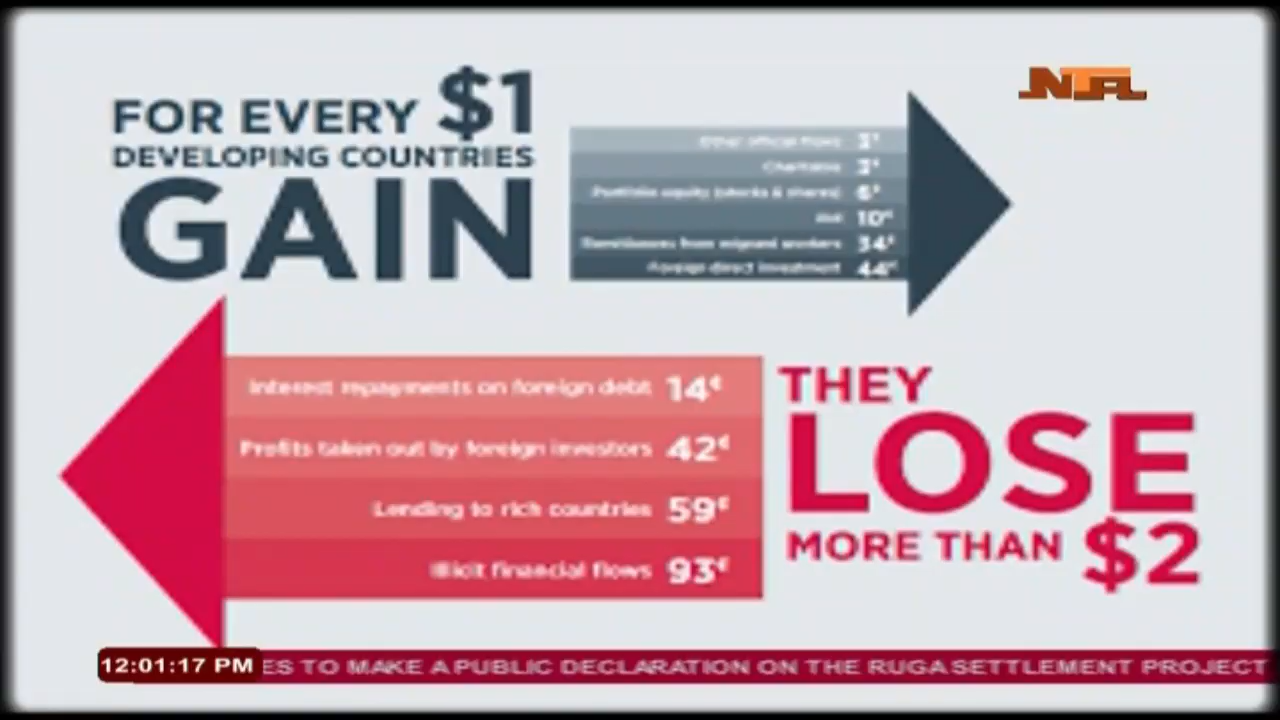 NTA
FOR EVERY $1
DEVELOPING COUNTRIES
GAIN
Other official flows 3¢
Charitable 3¢
Portfolio equity (stocks & shares) 6¢
Aid 10¢
Remittances from migrant workers 34¢
Foreign direct investment 44¢
Interest repayments on foreign debt 14¢
Profits taken out by foreign investors 42¢
Lending to rich countries 59¢
Illicit financial flows 93¢
THEY
LOSE
MORE THAN $2
12:01:17 PM ES TO MAKE A PUBLIC DECLARATION ON THE RUGA SETTLEMENT PROJECT